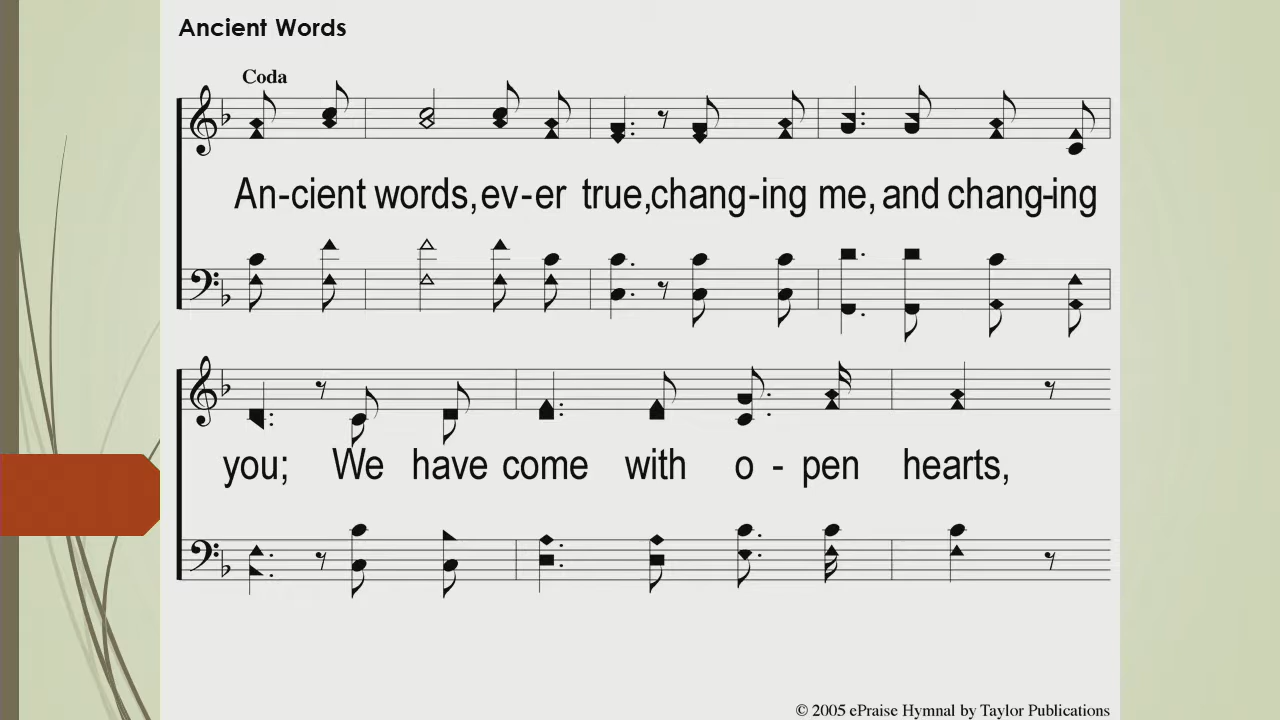 Ancient Words
Coda
An-cient words, ev-er true, chang-ing me, and chang-ing
you; We have come with o - pen hearts,
© 2005 ePraise Hymnal by Taylor Publications